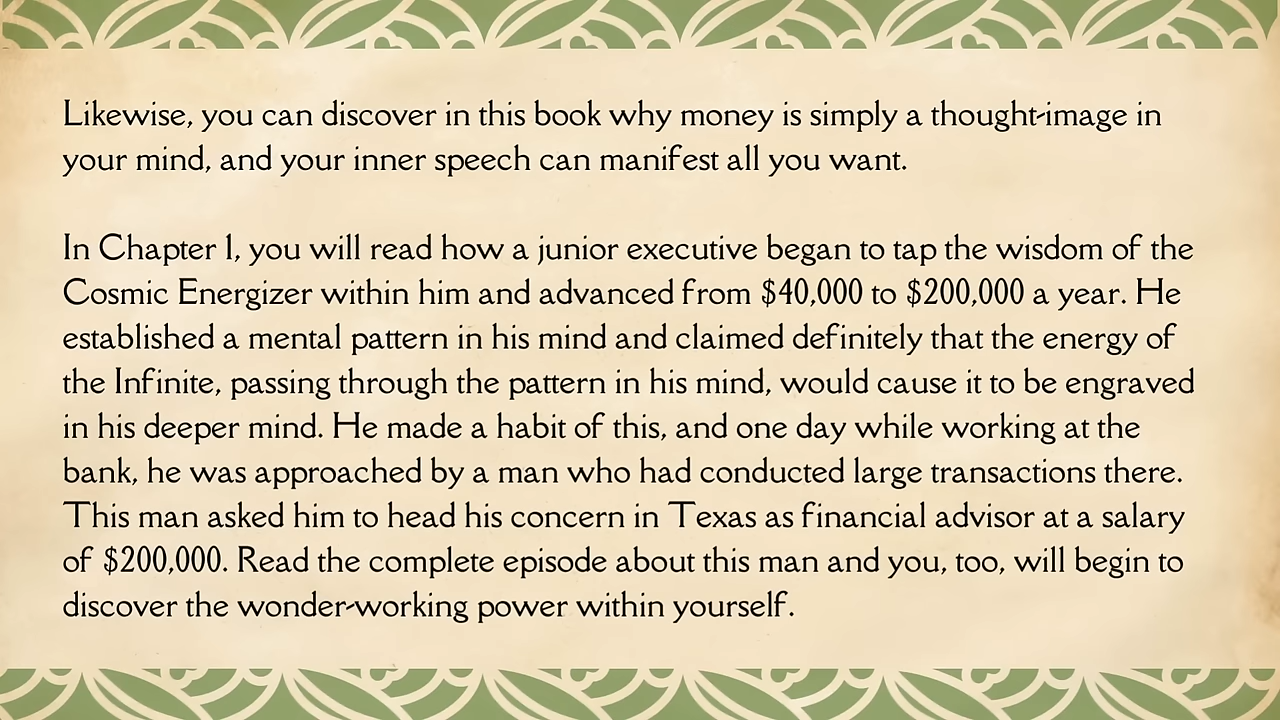 Likewise, you can discover in this book why money is simply a thought-image in
your mind, and your inner speech can manifest all you want.
In Chapter 1, you will read how a junior executive began to tap the wisdom of the
Cosmic Energizer within him and advanced from $40,000 to $200,000 a year. He
established a mental pattern in his mind and claimed definitely that the energy of
the Infinite, passing through the pattern in his mind, would cause it to be engraved
in his deeper mind. He made a habit of this, and one day while working at the
bank, he was approached by a man who had conducted large transactions there.
This man asked him to head his concern in Texas as financial advisor at a salary
of $200,000. Read the complete episode about this man and you, too, will begin to
discover the wonder-working power within yourself.